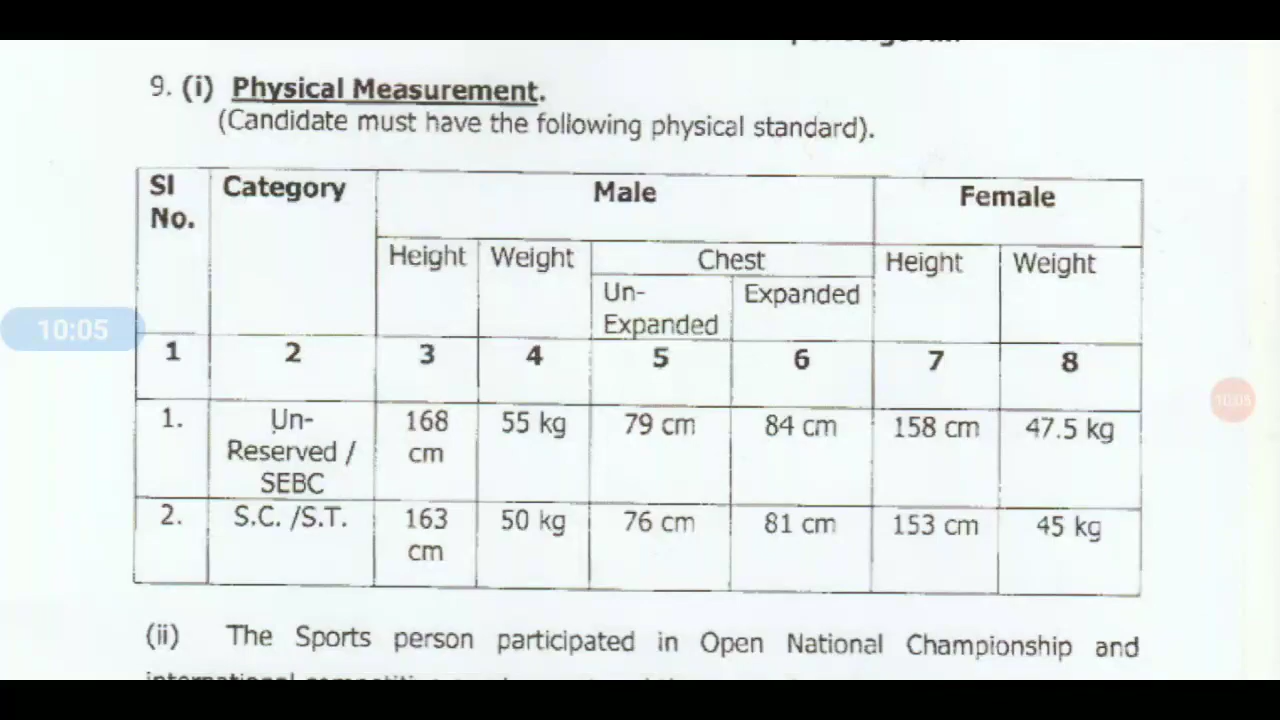 9. (i) Physical Measurement.
(Candidate must have the following physical standard).
Sl No. Category Male Female
Height Weight Chest Height Weight
Un-Expanded Expanded
1 2 3 4 5 6 7 8
1. Un-Reserved / SEBC 168 cm 55 kg 79 cm 84 cm 158 cm 47.5 kg
2. S.C. /S.T. 163 cm 50 kg 76 cm 81 cm 153 cm 45 kg
10:05
10:05
(ii) The Sports person participated in Open National Championship and